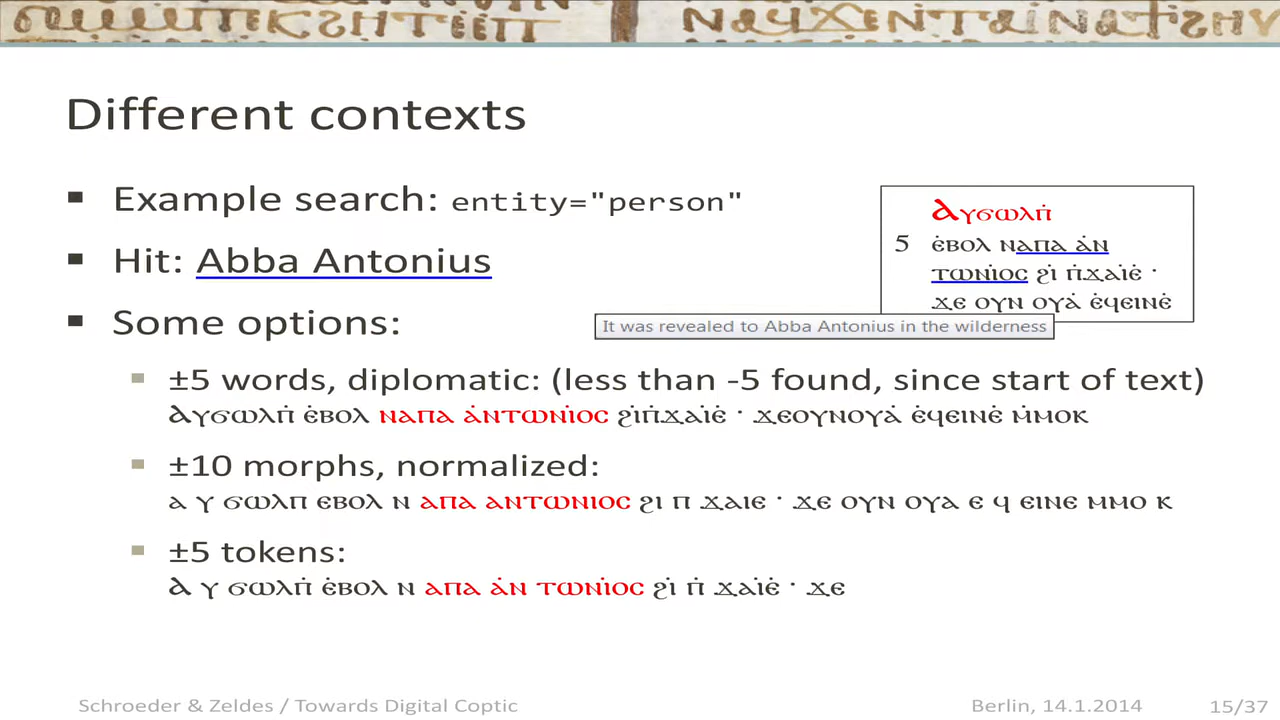 Different contexts
▪ Example search: entity="person"
▪ Hit: Abba Antonius
▪ Some options:
Ⲁⲩϭⲱⲗⲡ̇
5 ⲉ̇ⲃⲟⲗ ⲛⲁⲡⲁ ⲁ̇ⲛ
ⲧⲱⲛⲓ̇ⲟⲥ ϩⲓ̇ ⲡ̇ϫⲁⲓ̇ⲉ̇ ·
ϫⲉ ⲟⲩⲛ ⲟⲩⲁ̇ ⲉ̇ϥⲉⲓⲛⲉ̇
It was revealed to Abba Antonius in the wilderness
▪ ±5 words, diplomatic: (less than -5 found, since start of text)
Ⲁⲩϭⲱⲗⲡ̇ ⲉ̇ⲃⲟⲗ ⲛⲁⲡⲁ ⲁ̇ⲛⲧⲱⲛⲓ̇ⲟⲥ ϩⲓ̇ⲡ̇ϫⲁⲓ̇ⲉ̇ · ϫⲉⲟⲩⲛⲟⲩⲁ̇ ⲉ̇ϥⲉⲓⲛⲉ̇ ⲙ̇ⲙⲟⲕ
▪ ±10 morphs, normalized:
ⲁ ⲩ ϭⲱⲗⲡ ⲉⲃⲟⲗ ⲛ ⲁⲡⲁ ⲁⲛⲧⲱⲛⲓⲟⲥ ϩⲓ ⲡ ϫⲁⲓⲉ · ϫⲉ ⲟⲩⲛ ⲟⲩⲁ ⲉ ϥ ⲉⲓⲛⲉ ⲙⲙⲟ ⲕ
▪ ±5 tokens:
Ⲁ ⲩ ϭⲱⲗⲡ̇ ⲉ̇ⲃⲟⲗ ⲛ ⲁⲡⲁ ⲁ̇ⲛ ⲧⲱⲛⲓ̇ⲟⲥ ϩⲓ̇ ⲡ̇ ϫⲁⲓ̇ⲉ̇ · ϫⲉ
Schroeder & Zeldes / Towards Digital Coptic
Berlin, 14.1.2014
15/37